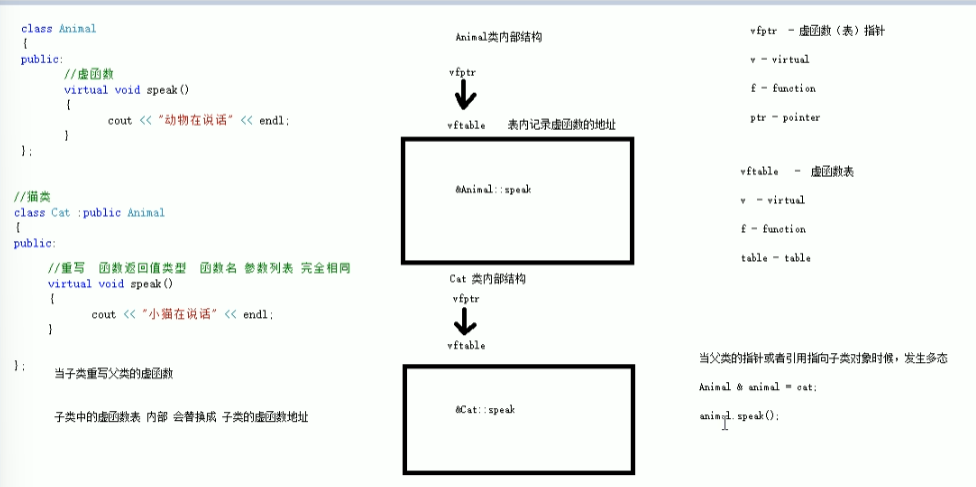 class Animal
{
public:
//虚函数
virtual void speak()
{
cout << "动物在说话" << endl;
}
};
//猫类
class Cat :public Animal
{
public:
//重写 函数返回值类型 函数名 参数列表 完全相同
virtual void speak()
{
cout << "小猫在说话" << endl;
}
};
当子类重写父类的虚函数
子类中的虚函数表 内部 会替换成 子类的虚函数地址
Animal类内部结构
vfptr
vftable 表内记录虚函数的地址
&Animal::speak
Cat 类内部结构
vfptr
vftable
&Cat::speak
vfptr - 虚函数（表）指针
v - virtual
f - function
ptr - pointer
vftable - 虚函数表
v - virtual
f - function
table - table
当父类的指针或者引用指向子类对象时候，发生多态
Animal & animal = cat;
animal.speak();